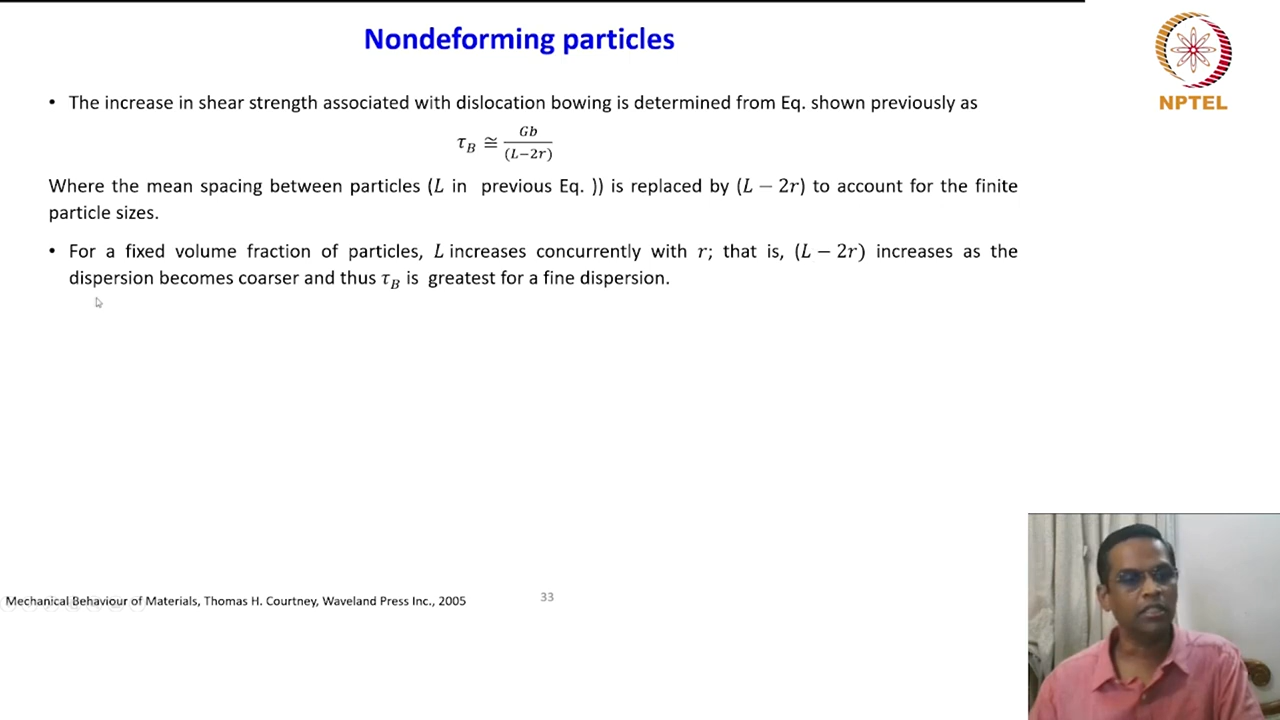 Nondeforming particles
NPTEL
• The increase in shear strength associated with dislocation bowing is determined from Eq. shown previously as
τ_B ≅ Gb/(L−2r)
Where the mean spacing between particles (L in previous Eq. )) is replaced by (L − 2r) to account for the finite
particle sizes.
• For a fixed volume fraction of particles, L increases concurrently with r; that is, (L − 2r) increases as the
dispersion becomes coarser and thus τ_B is greatest for a fine dispersion.
Mechanical Behaviour of Materials, Thomas H. Courtney, Waveland Press Inc., 2005
33